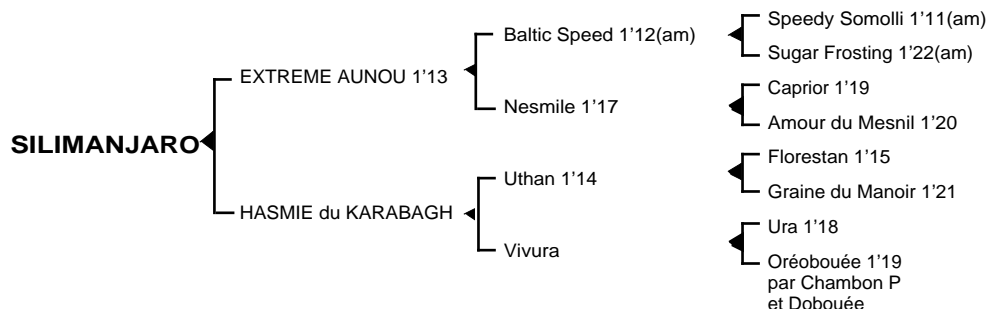 SILIMANJARO
EXTREME AUNOU 1’13
HASMIE du KARABAGH
Baltic Speed 1’12(am)
Nesmile 1’17
Uthan 1’14
Vivura
Speedy Somolli 1’11(am)
Sugar Frosting 1’22(am)
Caprior 1’19
Amour du Mesnil 1’20
Florestan 1’15
Graine du Manoir 1’21
Ura 1’18
Oréobouée 1’19
par Chambon P
et Dobouée